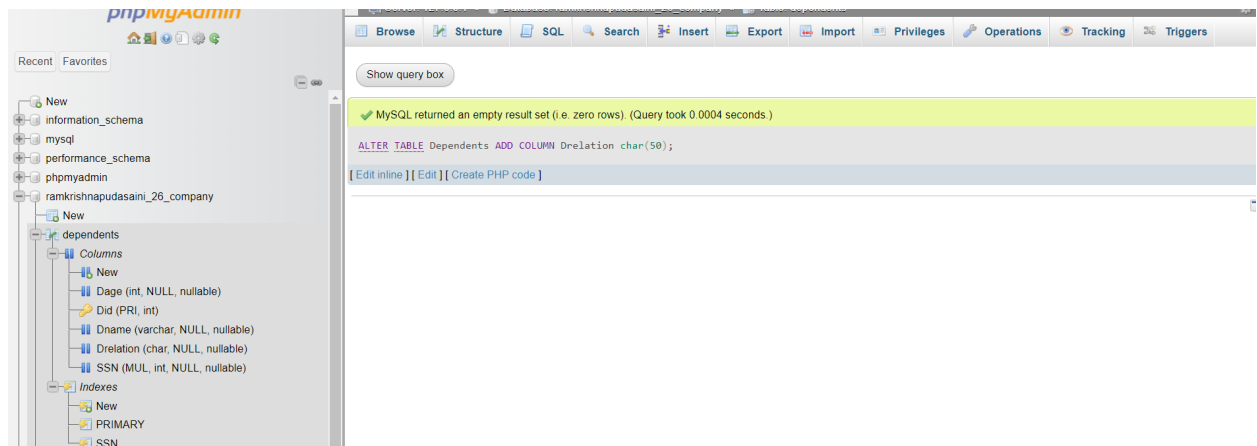 phpMyAdmin
Recent Favorites
New
information_schema
mysql
performance_schema
phpmyadmin
ramkrishnapudasaini_26_company
New
dependents
Columns
New
Dage (int, NULL, nullable)
Did (PRI, int)
Dname (varchar, NULL, nullable)
Drelation (char, NULL, nullable)
SSN (MUL, int, NULL, nullable)
Indexes
New
PRIMARY
SSN
Browse Structure SQL Search Insert Export Import Privileges Operations Tracking Triggers
Show query box
MySQL returned an empty result set (i.e. zero rows). (Query took 0.0004 seconds.)
ALTER TABLE Dependents ADD COLUMN Drelation char(50);
[ Edit inline ] [ Edit ] [ Create PHP code ]